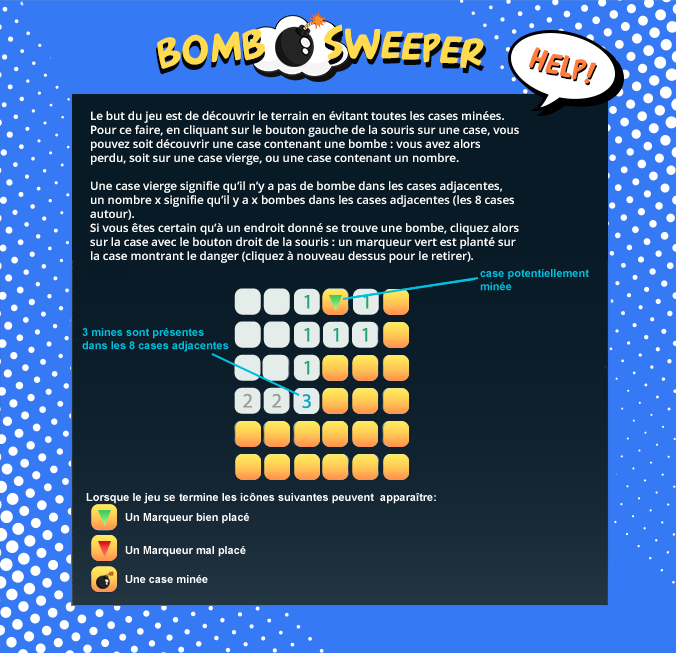 BOMB SWEEPER
HELP!
Le but du jeu est de découvrir le terrain en évitant toutes les cases minées.
Pour ce faire, en cliquant sur le bouton gauche de la souris sur une case, vous
pouvez soit découvrir une case contenant une bombe : vous avez alors
perdu, soit sur une case vierge, ou une case contenant un nombre.
Une case vierge signifie qu'il n'y a pas de bombe dans les cases adjacentes,
un nombre x signifie qu'il y a x bombes dans les cases adjacentes (les 8 cases
autour).
Si vous êtes certain qu'à un endroit donné se trouve une bombe, cliquez alors
sur la case avec le bouton droit de la souris : un marqueur vert est planté sur
la case montrant le danger (cliquez à nouveau dessus pour le retirer).
case potentiellement
minée
1 1
3 mines sont présentes
dans les 8 cases adjacentes
1 1 1
1
2 2 3
Lorsque le jeu se termine les icônes suivantes peuvent apparaître:
Un Marqueur bien placé
Un Marqueur mal placé
Une case minée